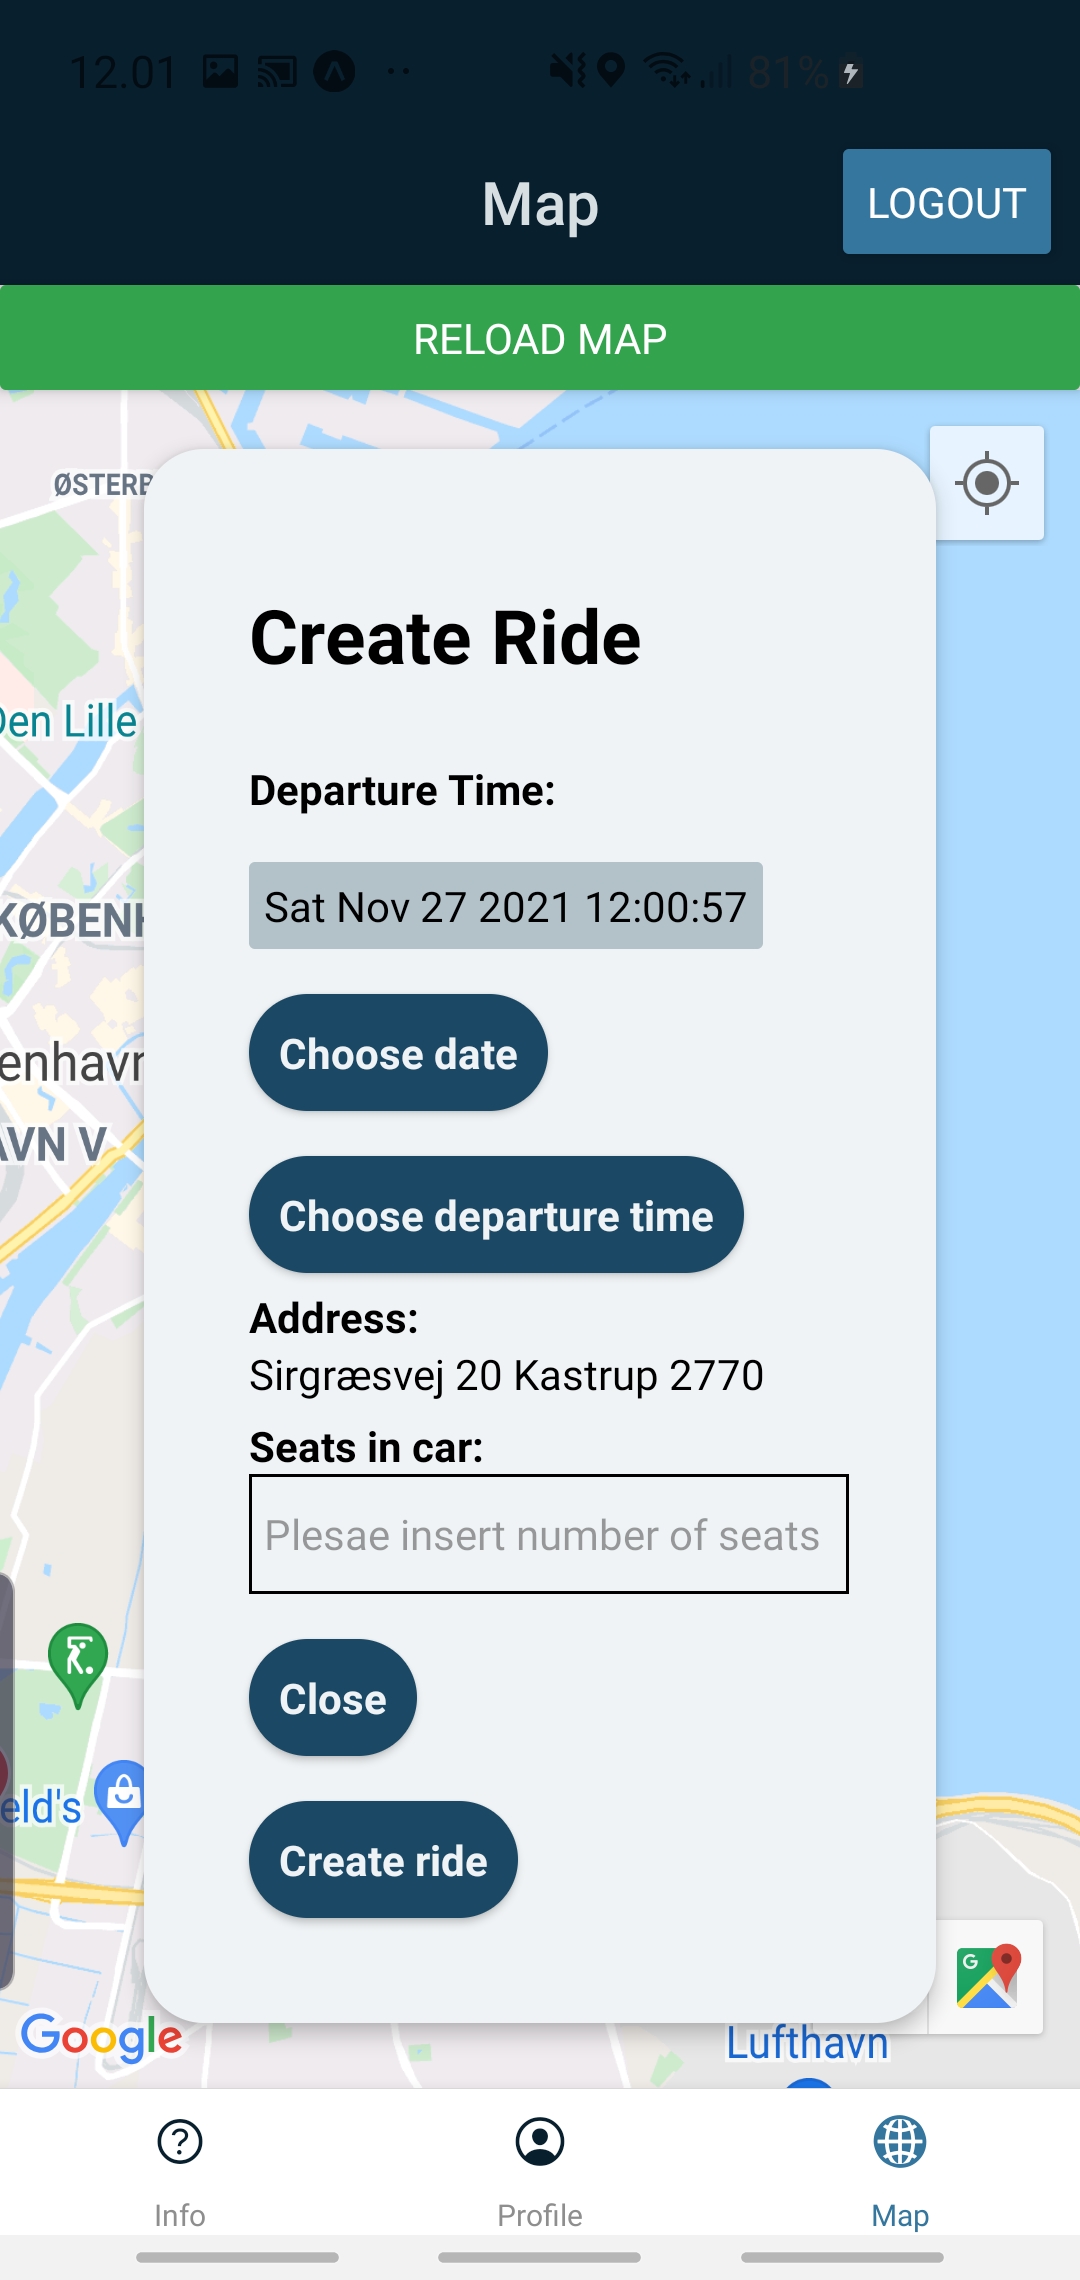 12.01
81%
Map
LOGOUT
RELOAD MAP
ØSTERB
Create Ride
Den Lille
Departure Time:
Sat Nov 27 2021 12:00:57
KØBENH
Choose date
enhavn
AVN V
Choose departure time
Address:
Sirgræsvej 20 Kastrup 2770
Seats in car:
Plesae insert number of seats
Close
eld's
Create ride
G
Google
Lufthavn
Info
Profile
Map